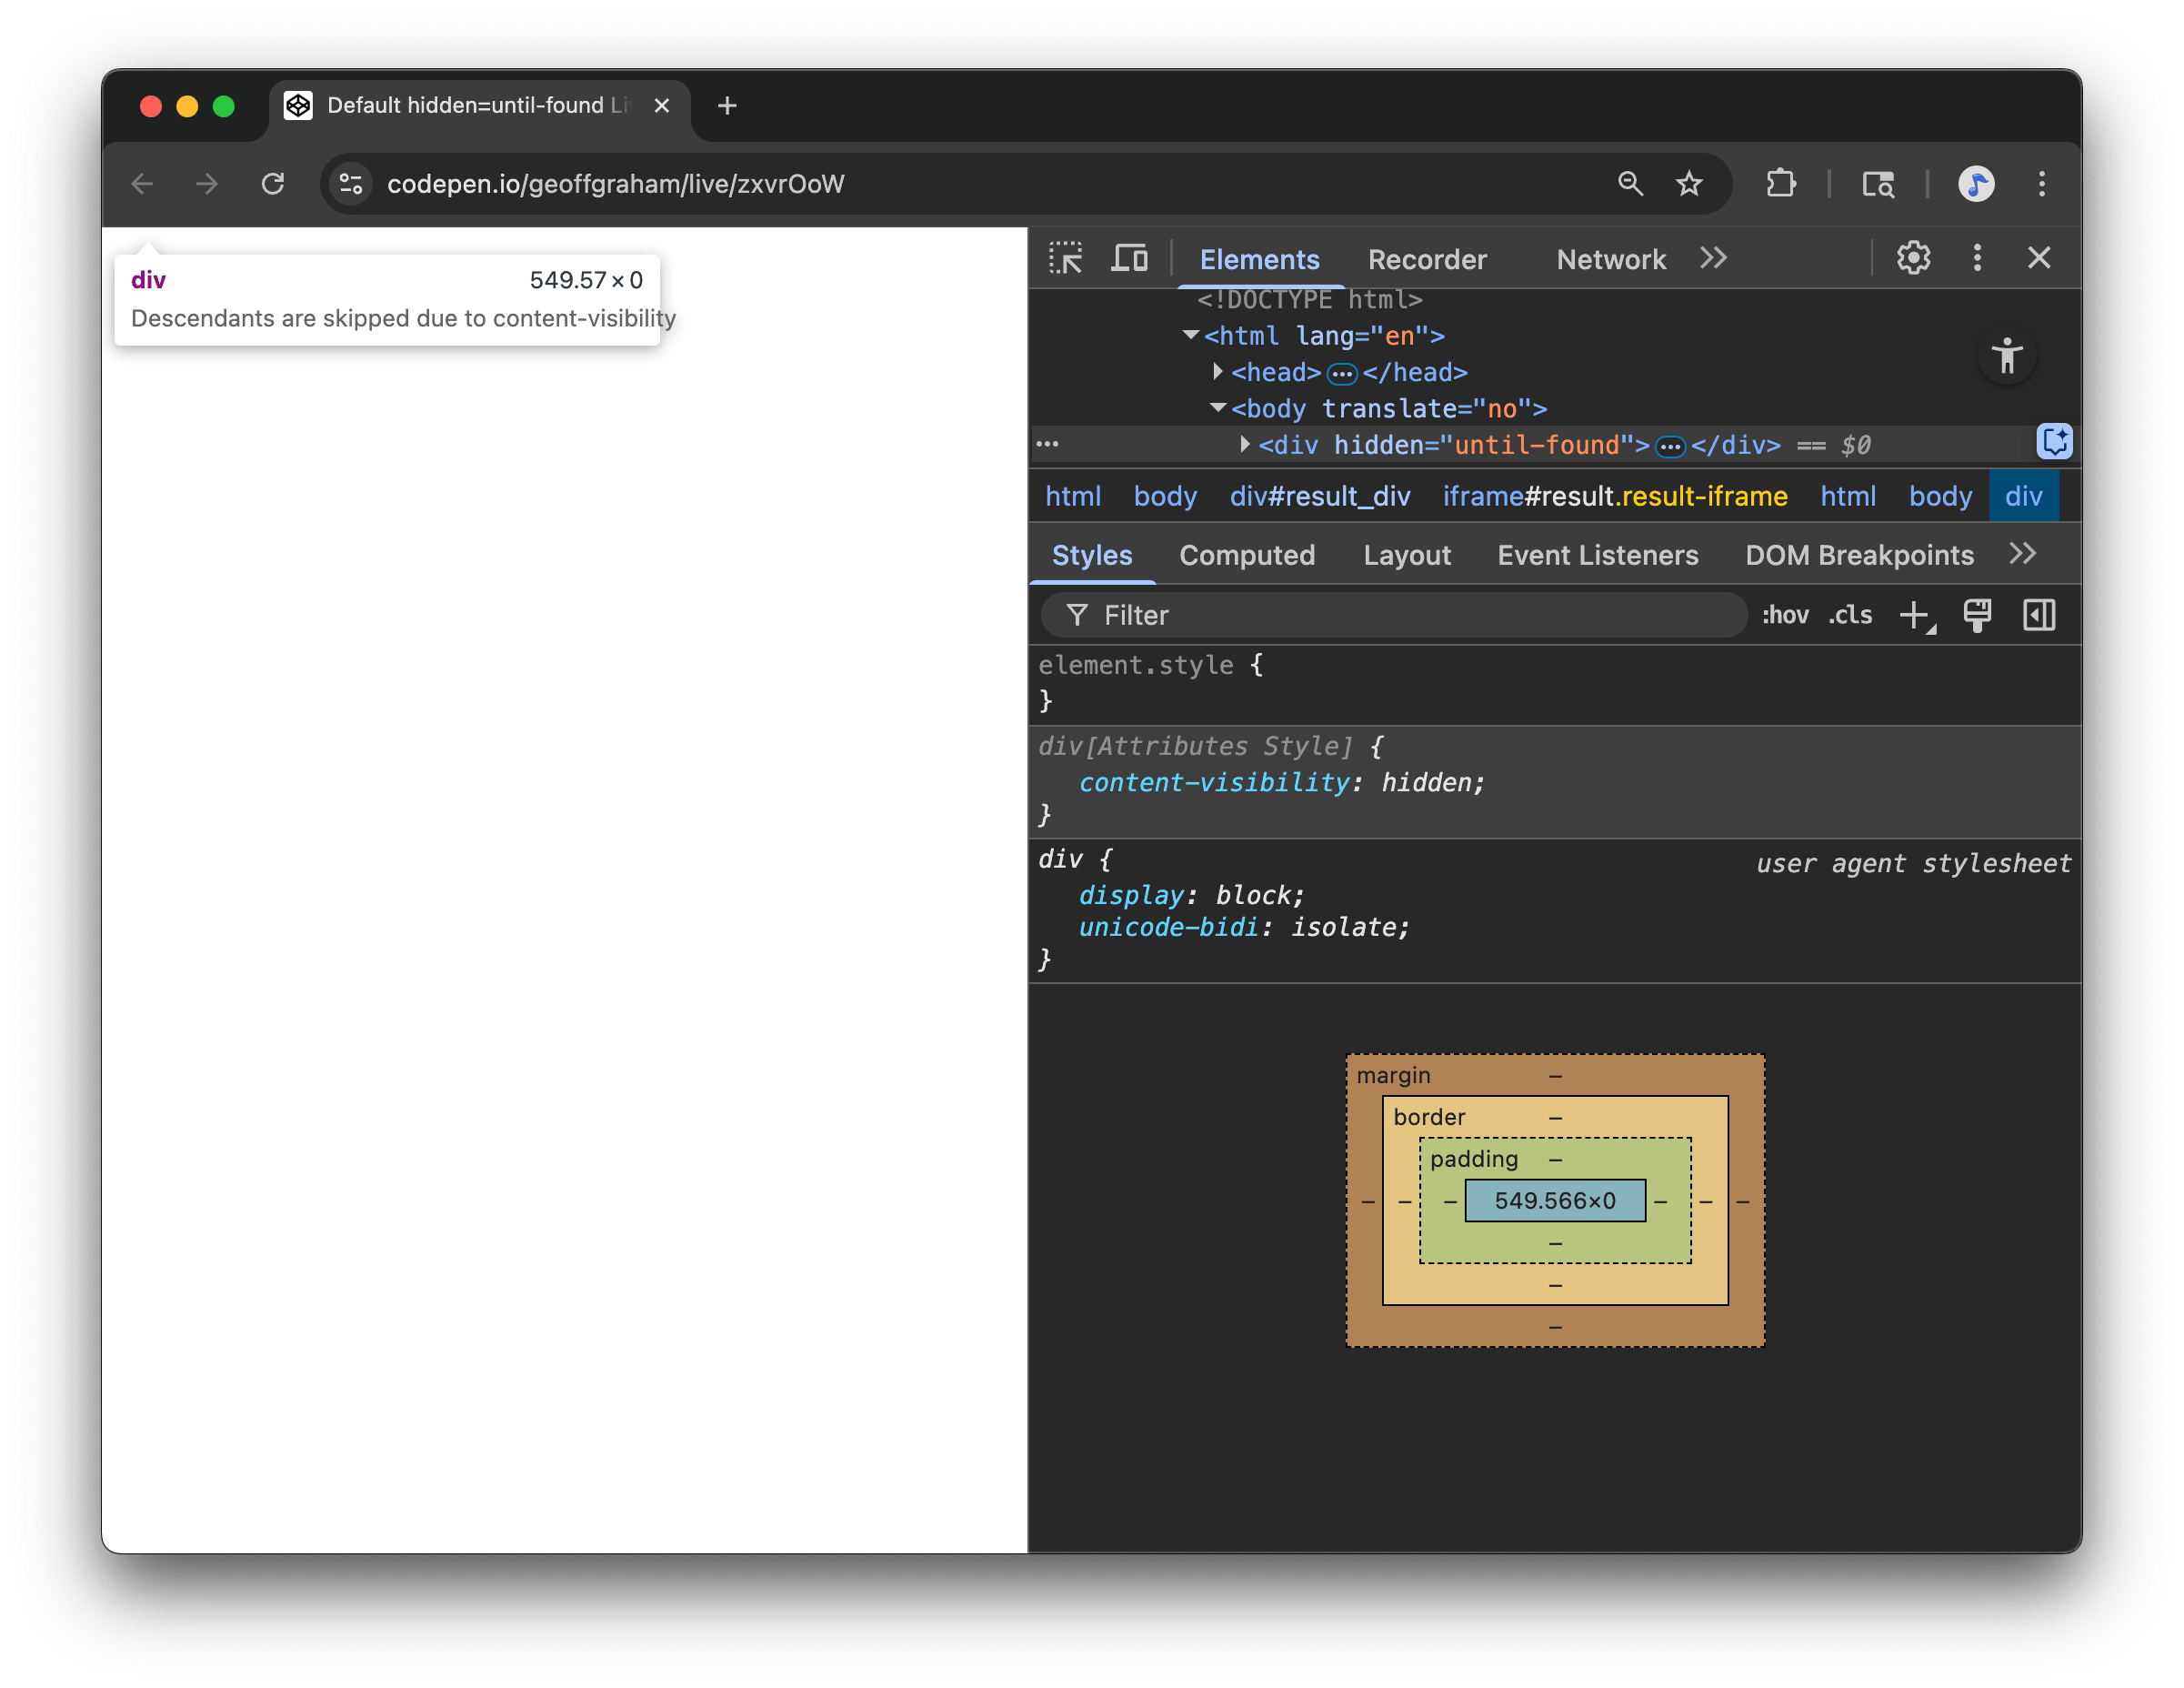 Default hidden=until-found Li
codepen.io/geoffgraham/live/zxvrOoW
div 549.57 × 0
Descendants are skipped due to content-visibility
Elements Recorder Network
<!DOCTYPE html>
<html lang="en">
<head> ••• </head>
<body translate="no">
••• <div hidden="until-found"> ••• </div> == $0
html body div#result_div iframe#result.result-iframe html body div
Styles Computed Layout Event Listeners DOM Breakpoints
Filter :hov .cls
element.style {
}
div[Attributes Style] {
content-visibility: hidden;
}
div { user agent stylesheet
display: block;
unicode-bidi: isolate;
}
margin –
border –
padding –
– – – 549.566×0 – – –
–
–
–